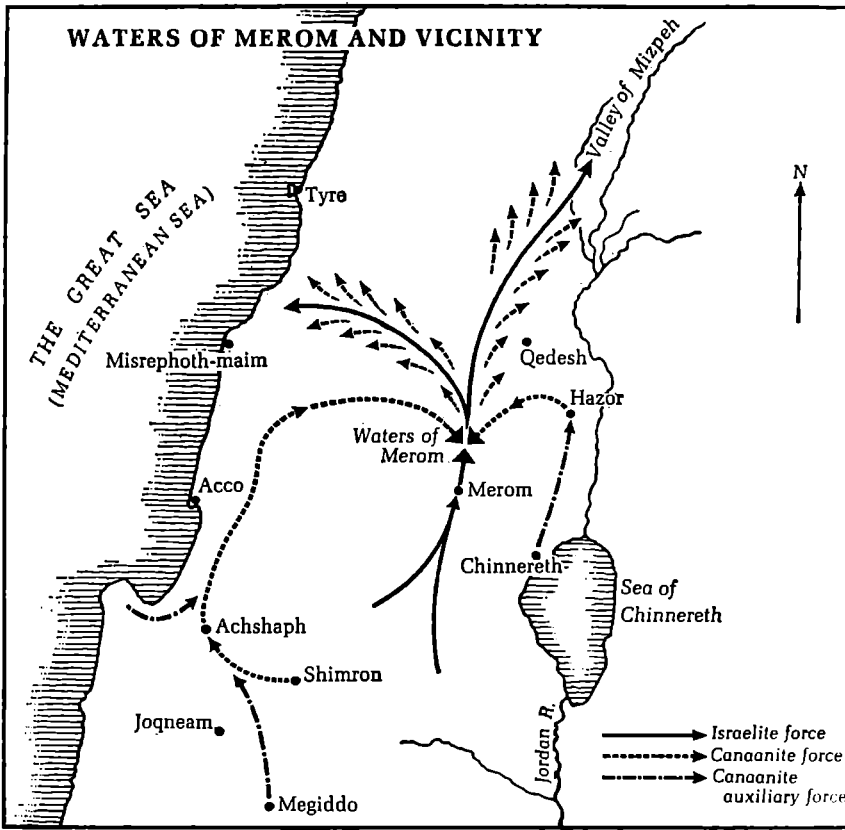 WATERS OF MEROM AND VICINITY
Valley of Mizpeh
N
Tyre
THE GREAT SEA
(MEDITERRANEAN SEA)
Misrephoth-maim
Qedesh
Hazor
Waters of
Merom
Acco
Merom
Chinnereth
Sea of
Chinnereth
Achshaph
Shimron
Joqneam
Jordan R.
Megiddo
Israelite force
Canaanite force
Canaanite
auxiliary force